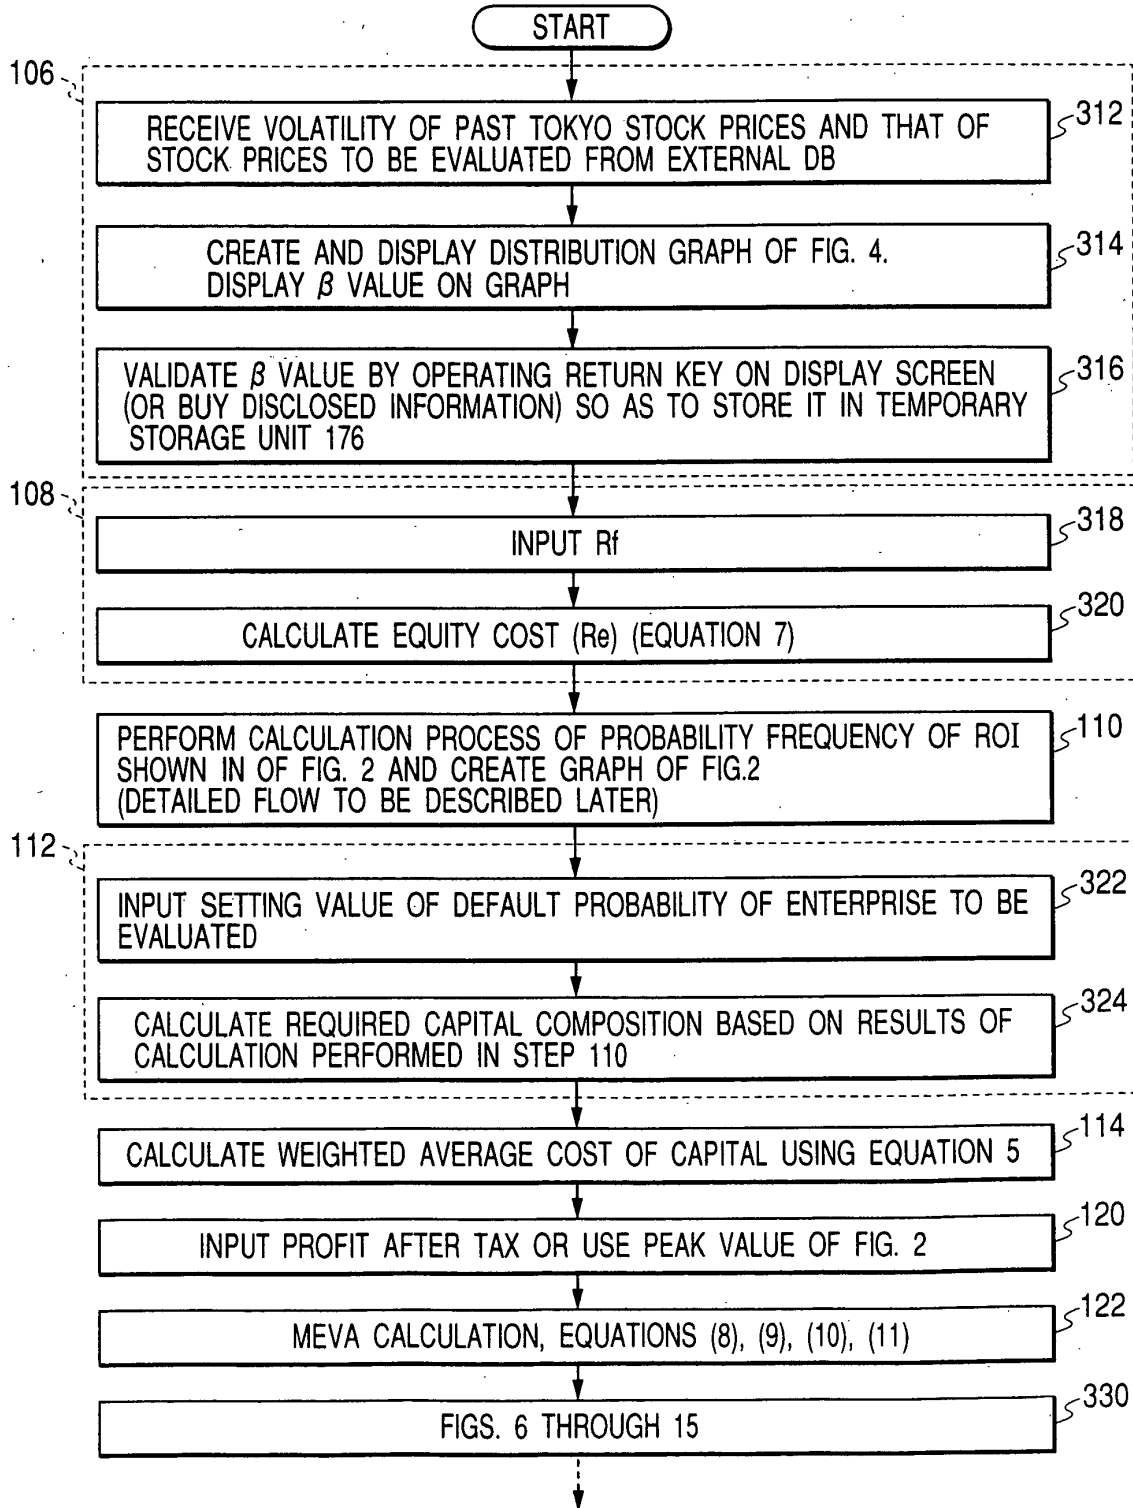 START
106
RECEIVE VOLATILITY OF PAST TOKYO STOCK PRICES AND THAT OF
STOCK PRICES TO BE EVALUATED FROM EXTERNAL DB
312
CREATE AND DISPLAY DISTRIBUTION GRAPH OF FIG. 4.
DISPLAY β VALUE ON GRAPH
314
VALIDATE β VALUE BY OPERATING RETURN KEY ON DISPLAY SCREEN
(OR BUY DISCLOSED INFORMATION) SO AS TO STORE IT IN TEMPORARY
STORAGE UNIT 176
316
108
INPUT Rf
318
CALCULATE EQUITY COST (Re) (EQUATION 7)
320
PERFORM CALCULATION PROCESS OF PROBABILITY FREQUENCY OF ROI
SHOWN IN OF FIG. 2 AND CREATE GRAPH OF FIG.2
(DETAILED FLOW TO BE DESCRIBED LATER)
110
112
INPUT SETTING VALUE OF DEFAULT PROBABILITY OF ENTERPRISE TO BE
EVALUATED
322
CALCULATE REQUIRED CAPITAL COMPOSITION BASED ON RESULTS OF
CALCULATION PERFORMED IN STEP 110
324
CALCULATE WEIGHTED AVERAGE COST OF CAPITAL USING EQUATION 5
114
INPUT PROFIT AFTER TAX OR USE PEAK VALUE OF FIG. 2
120
MEVA CALCULATION, EQUATIONS (8), (9), (10), (11)
122
FIGS. 6 THROUGH 15
330